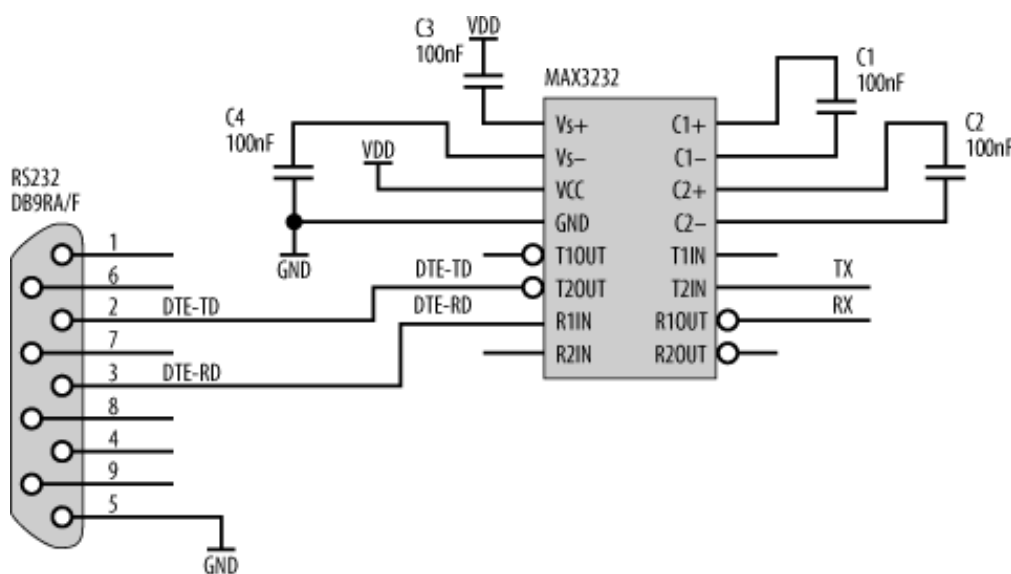 C3
100nF
VDD
MAX3232
C1
100nF
C4
100nF
VDD
C2
100nF
Vs+
C1+
Vs–
C1–
VCC
C2+
GND
C2–
T1OUT
T1IN
T2OUT
T2IN
R1IN
R1OUT
R2IN
R2OUT
GND
DTE-TD
DTE-RD
TX
RX
RS232
DB9RA/F
1
6
2
DTE-TD
7
3
DTE-RD
8
4
9
5
GND